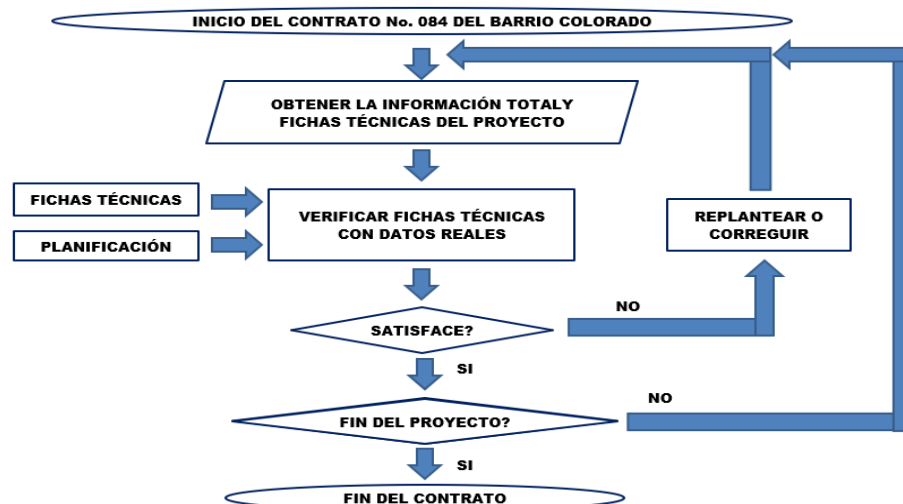 INICIO DEL CONTRATO No. 084 DEL BARRIO COLORADO
OBTENER LA INFORMACIÓN TOTALY
FICHAS TÉCNICAS DEL PROYECTO
FICHAS TÉCNICAS
PLANIFICACIÓN
VERIFICAR FICHAS TÉCNICAS
CON DATOS REALES
REPLANTEAR O
CORREGUIR
SATISFACE?
NO
SI
FIN DEL PROYECTO?
NO
SI
FIN DEL CONTRATO